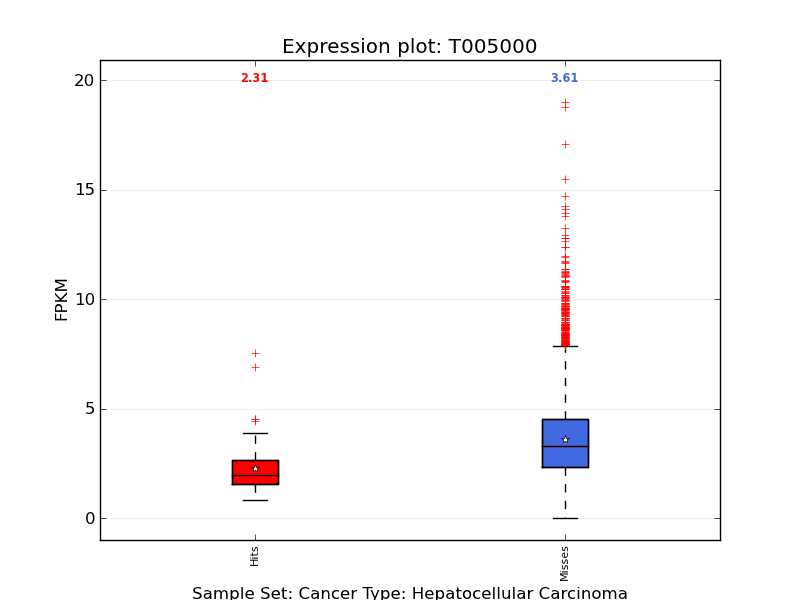 Expression plot: T005000
2.31
3.61
20
15
10
5
0
FPKM
Hits
Misses
Sample Set: Cancer Type: Hepatocellular Carcinoma